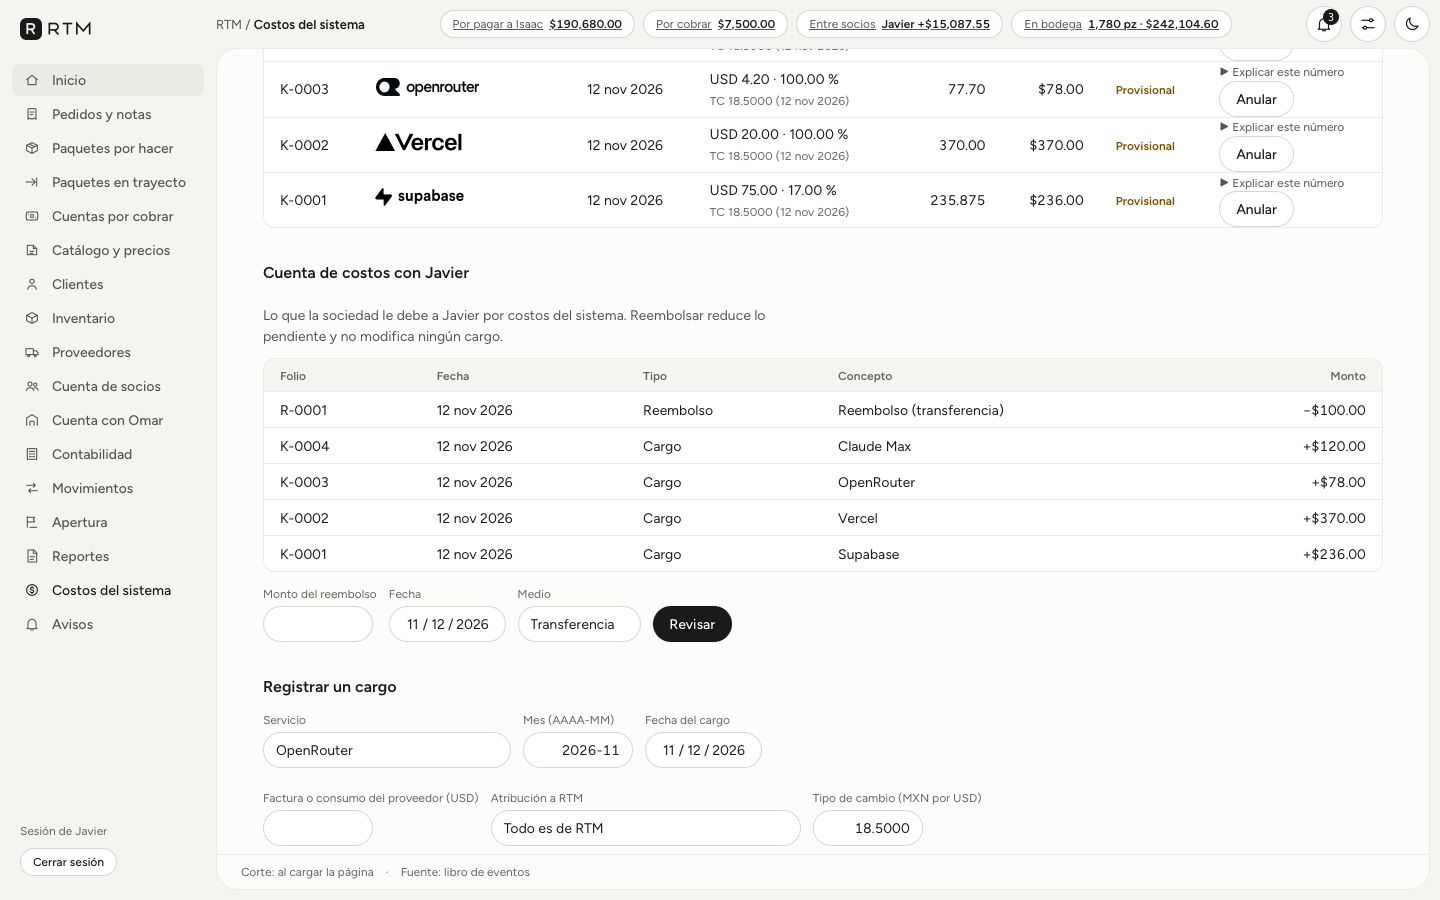 RTM
RTM / Costos del sistema
Por pagar a Isaac $190,680.00
Por cobrar $7,500.00
Entre socios Javier +$15,087.55
En bodega 1,780 pz · $242,104.60
3
Inicio
Pedidos y notas
Paquetes por hacer
Paquetes en trayecto
Cuentas por cobrar
Catálogo y precios
Clientes
Inventario
Proveedores
Cuenta de socios
Cuenta con Omar
Contabilidad
Movimientos
Apertura
Reportes
Costos del sistema
Avisos
Sesión de Javier
Cerrar sesión
K-0003 openrouter 12 nov 2026 USD 4.20 · 100.00 % 77.70 $78.00 Provisional ▶ Explicar este número
TC 18.5000 (12 nov 2026) Anular
K-0002 Vercel 12 nov 2026 USD 20.00 · 100.00 % 370.00 $370.00 Provisional ▶ Explicar este número
TC 18.5000 (12 nov 2026) Anular
K-0001 supabase 12 nov 2026 USD 75.00 · 17.00 % 235.875 $236.00 Provisional ▶ Explicar este número
TC 18.5000 (12 nov 2026) Anular
Cuenta de costos con Javier
Lo que la sociedad le debe a Javier por costos del sistema. Reembolsar reduce lo
pendiente y no modifica ningún cargo.
Folio Fecha Tipo Concepto Monto
R-0001 12 nov 2026 Reembolso Reembolso (transferencia) −$100.00
K-0004 12 nov 2026 Cargo Claude Max +$120.00
K-0003 12 nov 2026 Cargo OpenRouter +$78.00
K-0002 12 nov 2026 Cargo Vercel +$370.00
K-0001 12 nov 2026 Cargo Supabase +$236.00
Monto del reembolso Fecha Medio
11 / 12 / 2026 Transferencia Revisar
Registrar un cargo
Servicio Mes (AAAA-MM) Fecha del cargo
OpenRouter 2026-11 11 / 12 / 2026
Factura o consumo del proveedor (USD) Atribución a RTM Tipo de cambio (MXN por USD)
Todo es de RTM 18.5000
Corte: al cargar la página · Fuente: libro de eventos